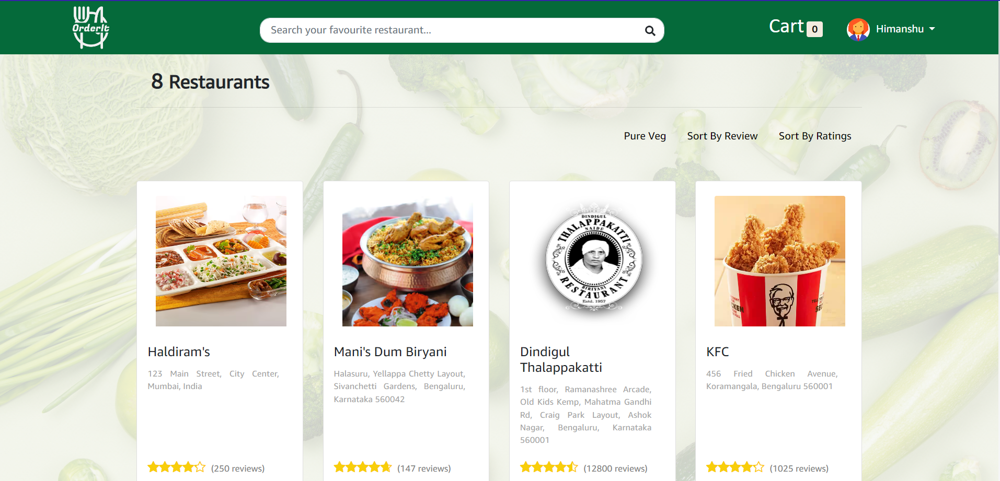 OrderIt
Search your favourite restaurant...
Cart 0
Himanshu
8 Restaurants
Pure Veg
Sort By Review
Sort By Ratings
DINDIGUL
THALAPPAKATTI
NAIDU
BIRIYANI
RESTAURANT
Estd. 1957
Haldiram's
123 Main Street, City Center,
Mumbai, India
(250 reviews)
Mani's Dum Biryani
Halasuru, Yellappa Chetty Layout,
Sivanchetti Gardens, Bengaluru,
Karnataka 560042
(147 reviews)
Dindigul
Thalappakatti
1st floor, Ramanashree Arcade,
Old Kids Kemp, Mahatma Gandhi
Rd, Craig Park Layout, Ashok
Nagar, Bengaluru, Karnataka
560001
(12800 reviews)
KFC
456 Fried Chicken Avenue,
Koramangala, Bengaluru 560001
(1025 reviews)